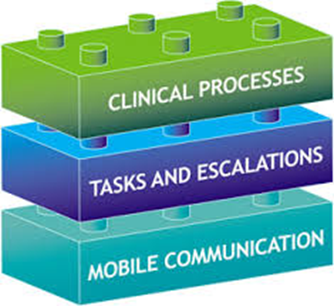 CLINICAL PROCESSES
TASKS AND ESCALATIONS
MOBILE COMMUNICATION